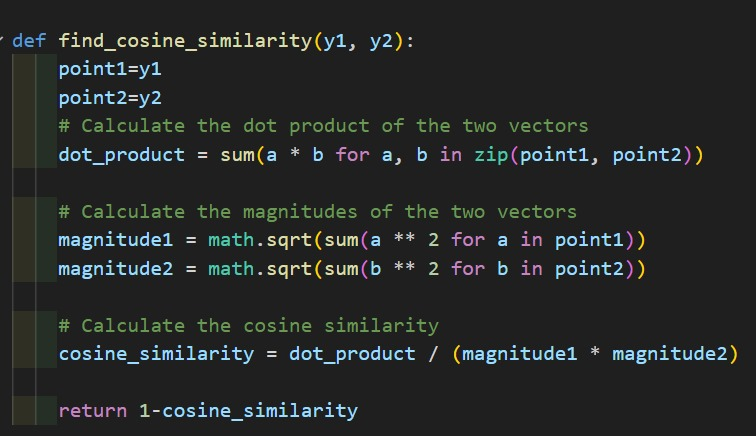 def find_cosine_similarity(y1, y2):
    point1=y1
    point2=y2
    # Calculate the dot product of the two vectors
    dot_product = sum(a * b for a, b in zip(point1, point2))
    # Calculate the magnitudes of the two vectors
    magnitude1 = math.sqrt(sum(a ** 2 for a in point1))
    magnitude2 = math.sqrt(sum(b ** 2 for b in point2))
    # Calculate the cosine similarity
    cosine_similarity = dot_product / (magnitude1 * magnitude2)
    return 1-cosine_similarity